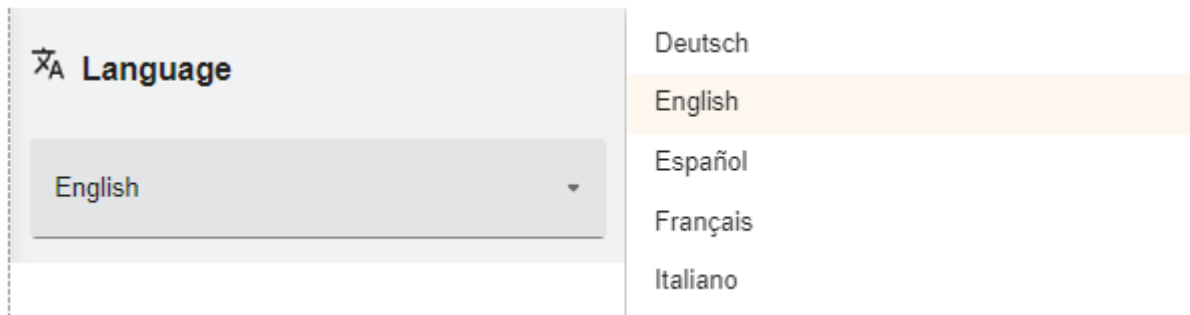 Language
English
Deutsch
English
Español
Français
Italiano